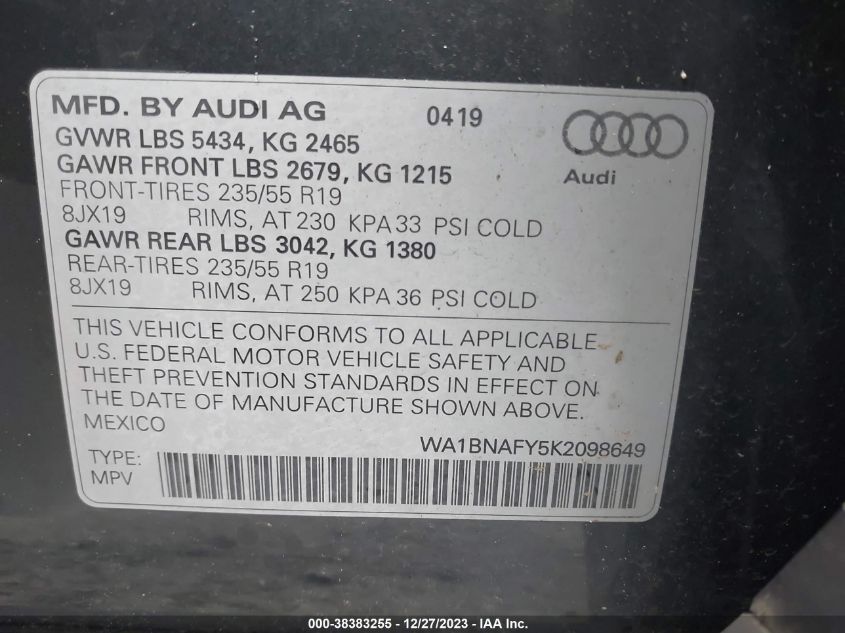 MFD. BY AUDI AG 0419
GVWR LBS 5434, KG 2465
GAWR FRONT LBS 2679, KG 1215
Audi
FRONT-TIRES 235/55 R19
8JX19 RIMS, AT 230 KPA 33 PSI COLD
GAWR REAR LBS 3042, KG 1380
REAR-TIRES 235/55 R19
8JX19 RIMS, AT 250 KPA 36 PSI COLD
THIS VEHICLE CONFORMS TO ALL APPLICABLE
U.S. FEDERAL MOTOR VEHICLE SAFETY AND
THEFT PREVENTION STANDARDS IN EFFECT ON
THE DATE OF MANUFACTURE SHOWN ABOVE.
MEXICO
WA1BNAFY5K2098649
TYPE:
MPV
000-38383255 - 12/27/2023 - IAA Inc.